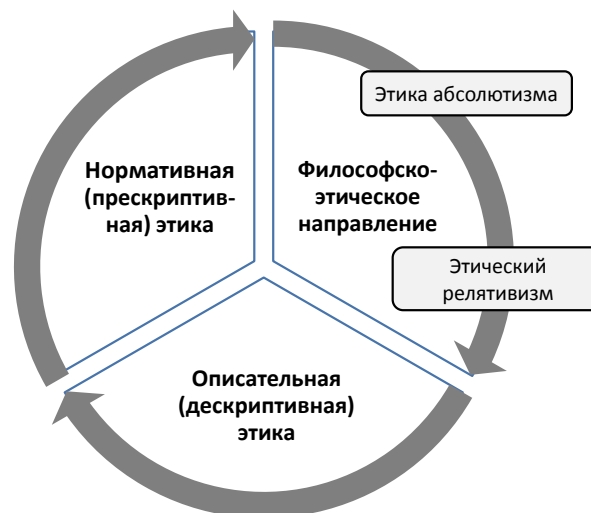 Этика абсолютизма
Нормативная
(прескриптив-
ная) этика
Философско-
этическое
направление
Этический
релятивизм
Описательная
(дескриптивная)
этика